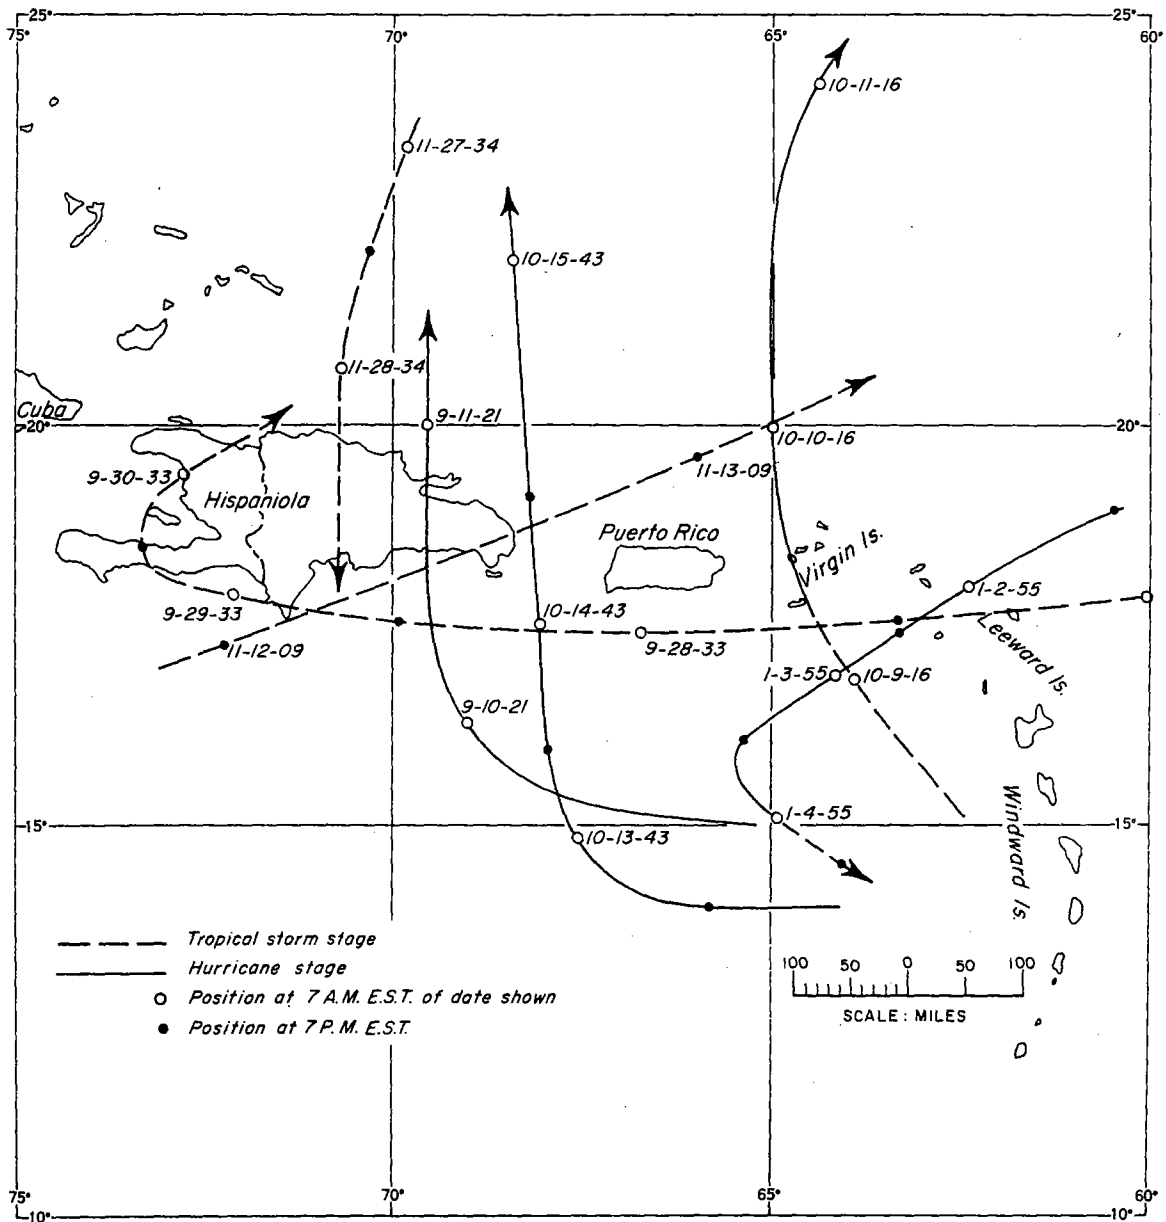 25° 25°
75° 70° 65° 60°
10-11-16
11-27-34
10-15-43
11-28-34
Cuba
9-11-21
20° 20°
10-10-16
11-13-09
9-30-33
Hispaniola
Puerto Rico
Virgin Is.
1-2-55
9-29-33
10-14-43
Leeward Is.
11-12-09
9-28-33
1-3-55
10-9-16
9-10-21
Windward Is.
15° 15°
10-13-43
1-4-55
Tropical storm stage
Hurricane stage
Position at 7 A.M. E.S.T. of date shown
Position at 7 P.M. E.S.T.
100 50 0 50 100
SCALE: MILES
75° 70° 65° 60°
10° 10°